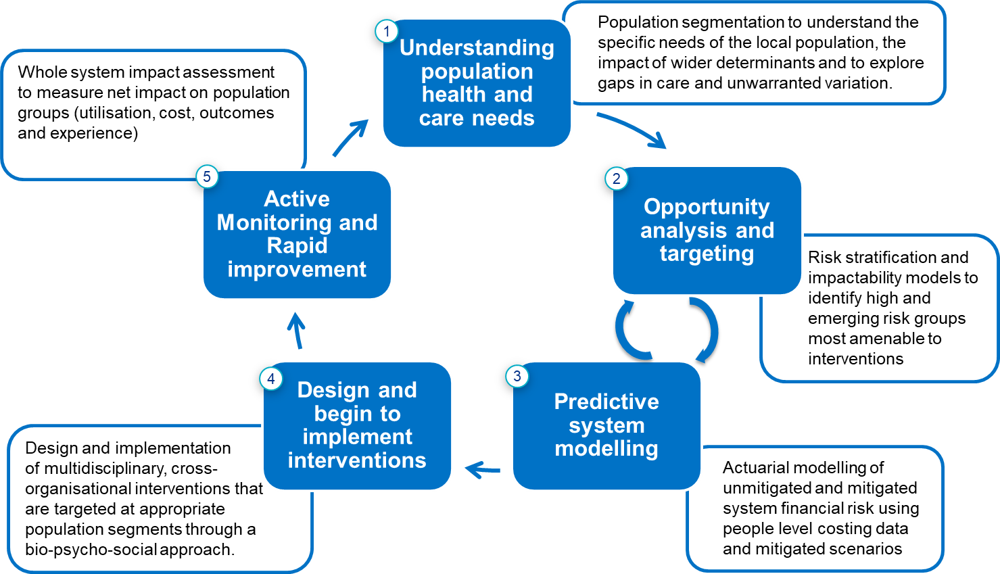 1
Understanding
population
health and
care needs
Population segmentation to understand the
specific needs of the local population, the
impact of wider determinants and to explore
gaps in care and unwarranted variation.
2
Opportunity
analysis and
targeting
Risk stratification and
impactability models to
identify high and
emerging risk groups
most amenable to
interventions
3
Predictive
system
modelling
Actuarial modelling of
unmitigated and mitigated
system financial risk using
people level costing data
and mitigated scenarios
4
Design and
begin to
implement
interventions
Design and implementation
of multidisciplinary, cross-
organisational interventions that
are targeted at appropriate
population segments through a
bio-psycho-social approach.
5
Active
Monitoring and
Rapid
improvement
Whole system impact assessment
to measure net impact on population
groups (utilisation, cost, outcomes
and experience)